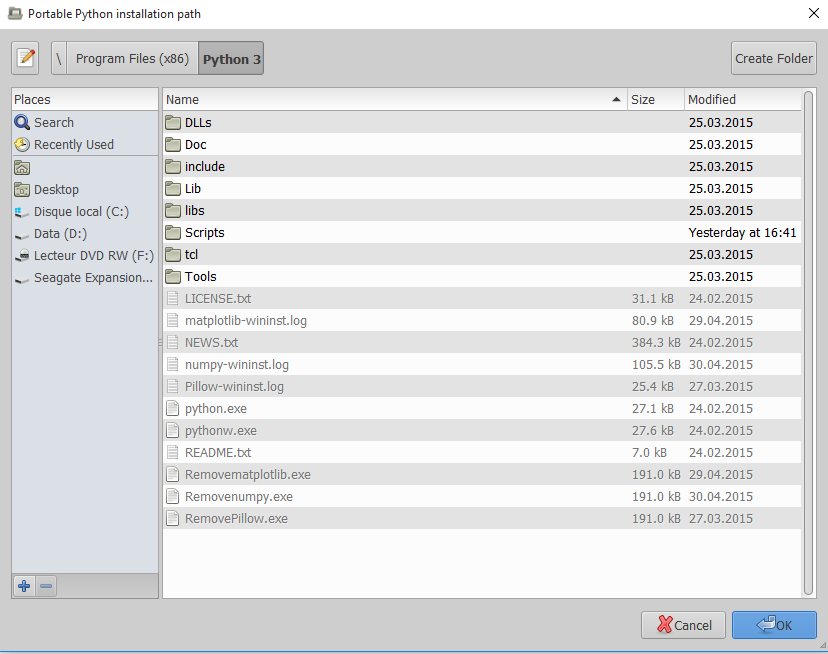 Portable Python installation path
\ Program Files (x86) Python 3 Create Folder
Places
Search
Recently Used
Desktop
Disque local (C:)
Data (D:)
Lecteur DVD RW (F:)
Seagate Expansion...
Name Size Modified
DLLs 25.03.2015
Doc 25.03.2015
include 25.03.2015
Lib 25.03.2015
libs 25.03.2015
Scripts Yesterday at 16:41
tcl 25.03.2015
Tools 25.03.2015
LICENSE.txt 31.1 kB 24.02.2015
matplotlib-wininst.log 80.9 kB 29.04.2015
NEWS.txt 384.3 kB 24.02.2015
numpy-wininst.log 105.5 kB 30.04.2015
Pillow-wininst.log 25.4 kB 27.03.2015
python.exe 27.1 kB 24.02.2015
pythonw.exe 27.6 kB 24.02.2015
README.txt 7.0 kB 24.02.2015
Removematplotlib.exe 191.0 kB 29.04.2015
Removenumpy.exe 191.0 kB 30.04.2015
RemovePillow.exe 191.0 kB 27.03.2015
Cancel OK